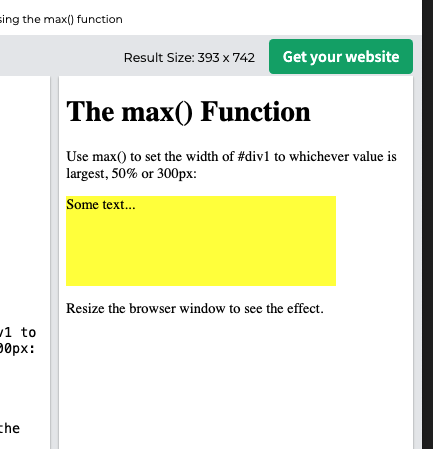 sing the max() function
Result Size: 393 x 742
Get your website
The max() Function
Use max() to set the width of #div1 to whichever value is
largest, 50% or 300px:
Some text...
Resize the browser window to see the effect.
v1 to
00px:
the